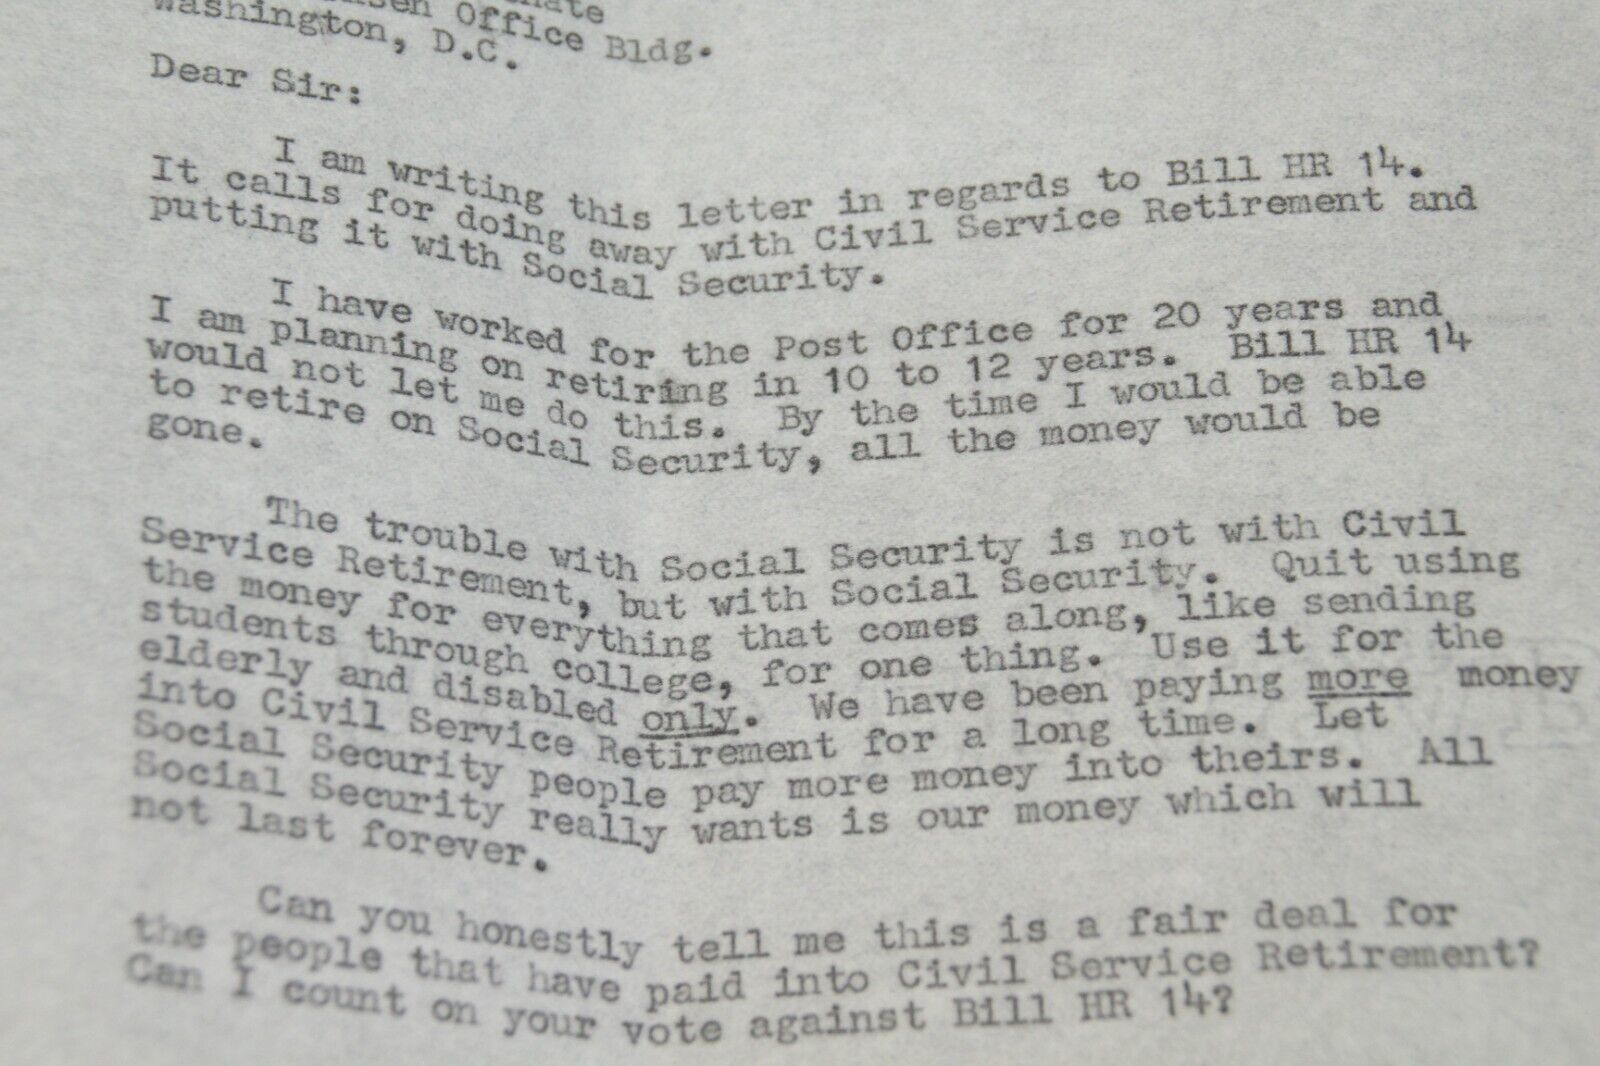 Office Bldg.
Washington, D.C.
Dear Sir:
I am writing this letter in regards to Bill HR 14.
It calls for doing away with Civil Service Retirement and
putting it with Social Security.
I have worked for the Post Office for 20 years and
I am planning on retiring in 10 to 12 years. Bill HR 14
would not let me do this. By the time I would be able
to retire on Social Security, all the money would be
gone.
The trouble with Social Security is not with Civil
Service Retirement, but with Social Security. Quit using
the money for everything that comes along, like sending
students through college, for one thing. Use it for the
elderly and disabled only. We have been paying more money
into Civil Service Retirement for a long time. Let
Social Security people pay more money into theirs. All
Social Security really wants is our money which will
not last forever.
Can you honestly tell me this is a fair deal for
the people that have paid into Civil Service Retirement?
Can I count on your vote against Bill HR 14?